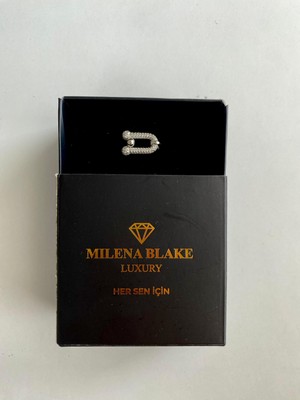 MILENA BLAKE
LUXURY
HER SEN İÇİN